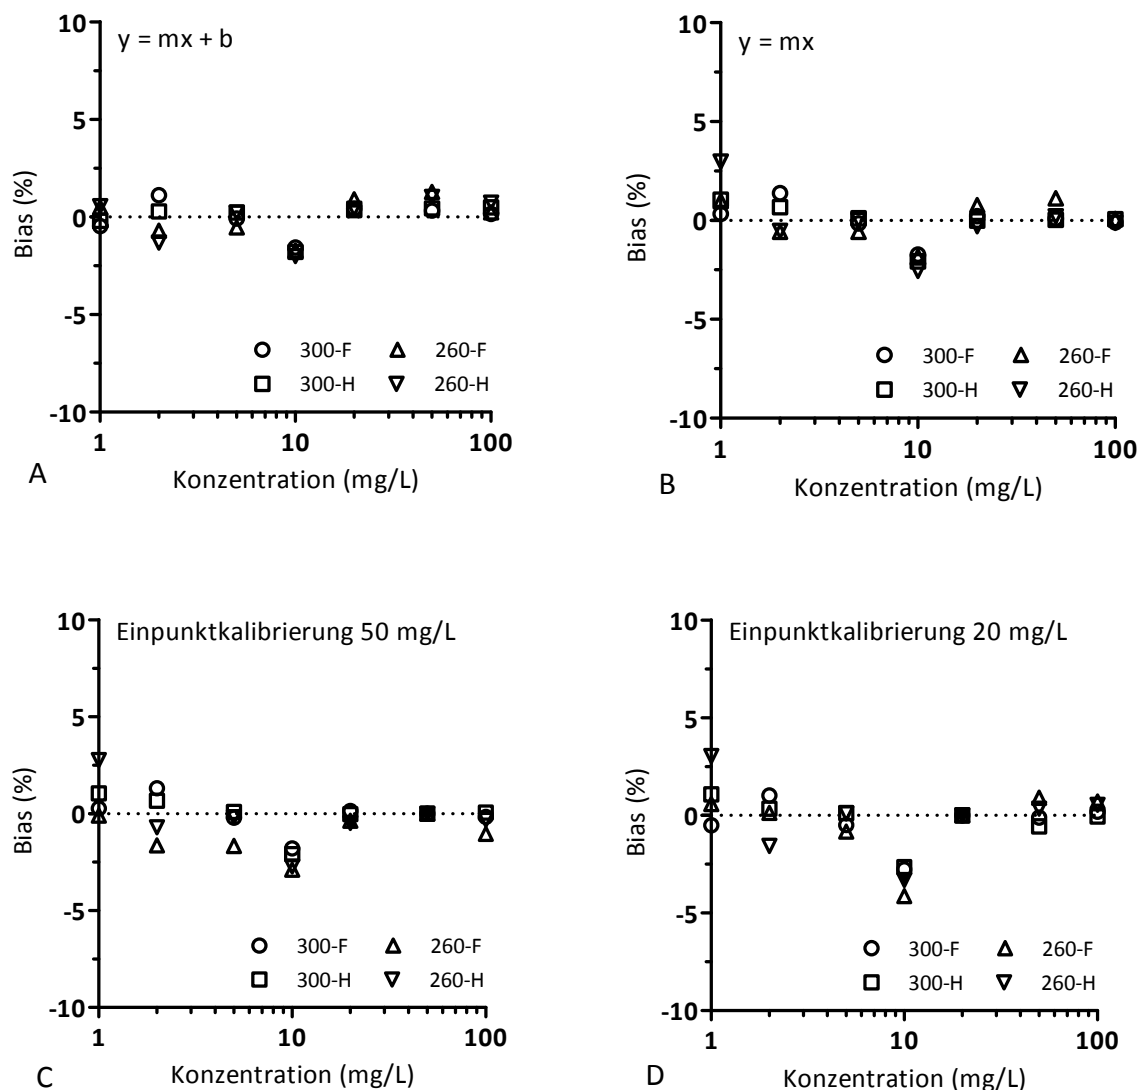 y = mx + b
10
5
0
-5
-10
Bias (%)
300-F 260-F
300-H 260-H
1 10 100
Konzentration (mg/L)
A
y = mx
10
5
0
-5
-10
Bias (%)
300-F 260-F
300-H 260-H
1 10 100
Konzentration (mg/L)
B
Einpunktkalibrierung 50 mg/L
10
5
0
-5
-10
Bias (%)
300-F 260-F
300-H 260-H
1 10 100
Konzentration (mg/L)
C
Einpunktkalibrierung 20 mg/L
10
5
0
-5
-10
Bias (%)
300-F 260-F
300-H 260-H
1 10 100
Konzentration (mg/L)
D